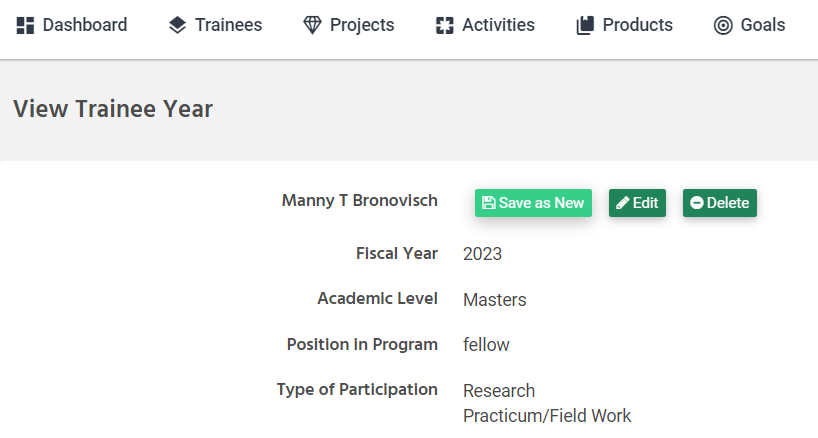 Dashboard Trainees Projects Activities Products Goals
View Trainee Year
Manny T Bronovisch Save as New Edit Delete
Fiscal Year 2023
Academic Level Masters
Position in Program fellow
Type of Participation Research
Practicum/Field Work